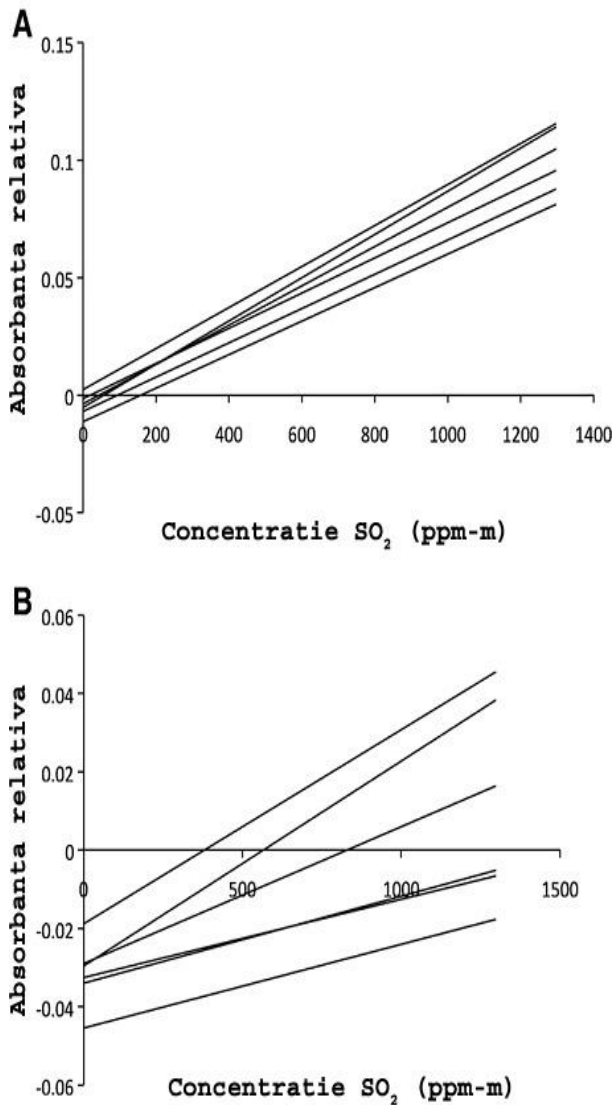 A
0.15
0.1
0.05
0
-0.05
0 200 400 600 800 1000 1200 1400
Absorbanta relativa
Concentratie SO₂ (ppm-m)
B
0.06
0.04
0.02
0
-0.02
-0.04
-0.06
0 500 1000 1500
Absorbanta relativa
Concentratie SO₂ (ppm-m)